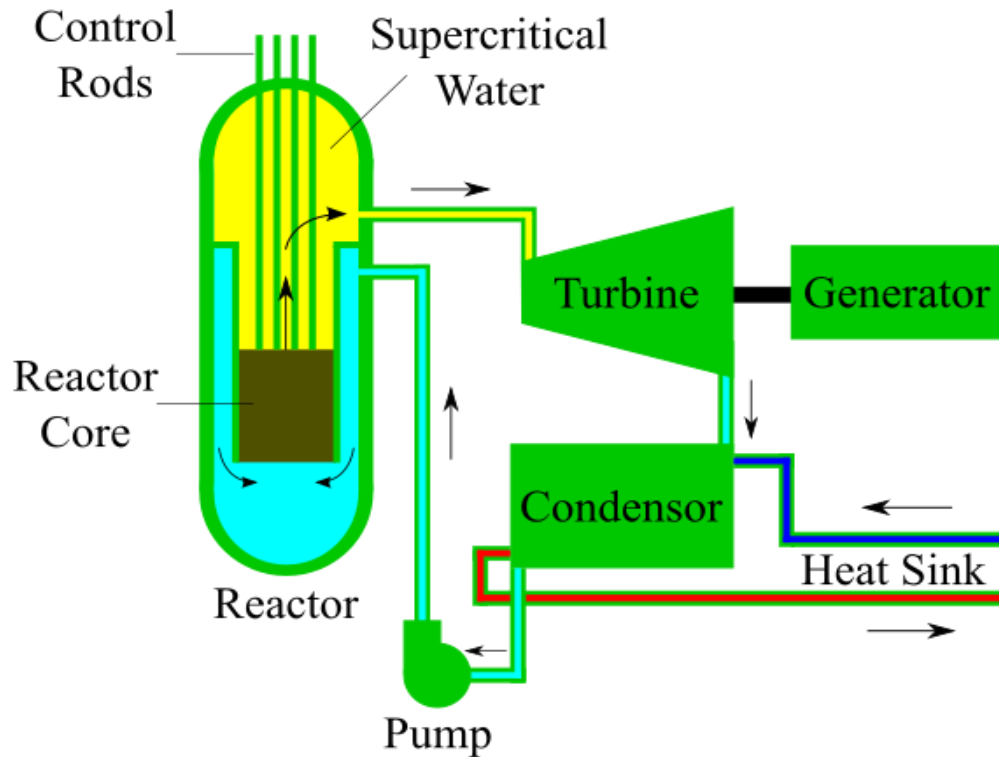 Control
Rods
Supercritical
Water
Turbine
Generator
Reactor
Core
Condensor
Heat Sink
Reactor
Pump